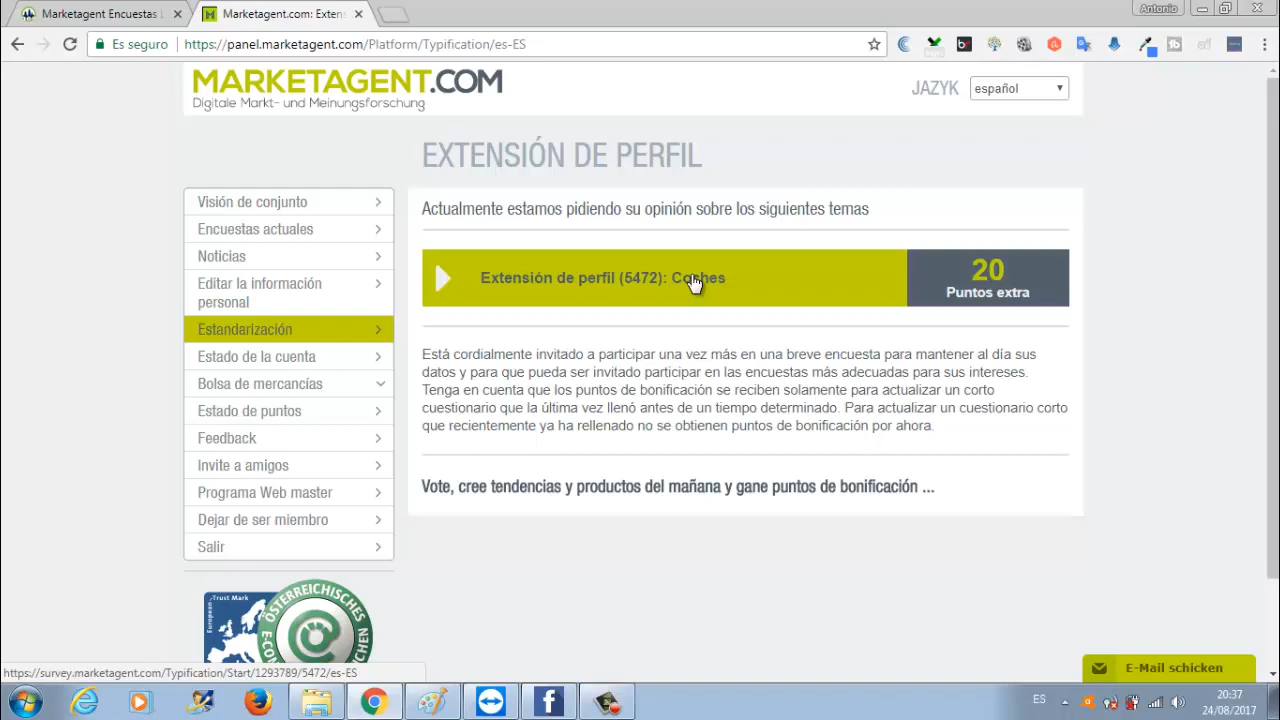 Marketagent Encuestas
Marketagent.com: Exten
Antonio
Es seguro
https://panel.marketagent.com/Platform/Typification/es-ES
MARKETAGENT.COM
Digitale Markt- und Meinungsforschung
JAZYK
español
EXTENSIÓN DE PERFIL
Visión de conjunto
Encuestas actuales
Noticias
Editar la información
personal
Estandarización
Estado de la cuenta
Bolsa de mercancías
Estado de puntos
Feedback
Invite a amigos
Programa Web master
Dejar de ser miembro
Salir
Actualmente estamos pidiendo su opinión sobre los siguientes temas
Extensión de perfil (5472): Coches
20
Puntos extra
Está cordialmente invitado a participar una vez más en una breve encuesta para mantener al día sus
datos y para que pueda ser invitado participar en las encuestas más adecuadas para sus intereses.
Tenga en cuenta que los puntos de bonificación se reciben solamente para actualizar un corto
cuestionario que la última vez llenó antes de un tiempo determinado. Para actualizar un cuestionario corto
que recientemente ya ha rellenado no se obtienen puntos de bonificación por ahora.
Vote, cree tendencias y productos del mañana y gane puntos de bonificación ...
European
Trust Mark
ÖSTERREICHISCHES
E-Mail schicken
https://survey.marketagent.com/Typification/Start/1293789/5472/es-ES
ES
20:37
24/08/2017